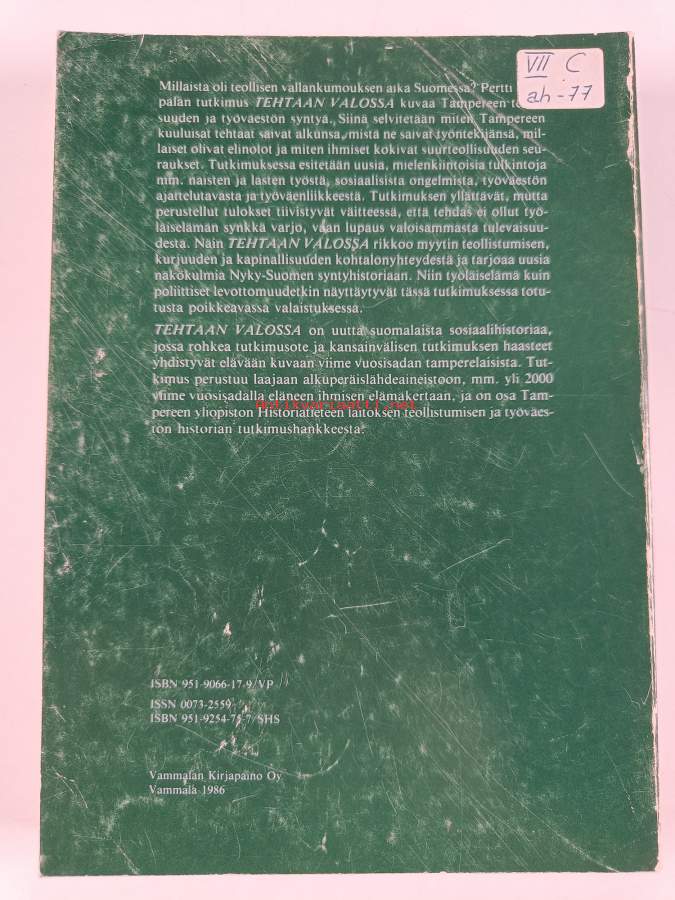 VII C
ah-77
Millaista oli teollisen vallankumouksen aika Suomessa? Pertti
palan tutkimus TEHTAAN VALOSSA kuvaa Tampereen
suuden ja työväestön syntyä. Siinä selvitetään miten Tampereen
kuuluisat tehtaat saivat alkunsa, mistä ne saivat työntekijänsä, mil-
laiset olivat elinolot ja miten ihmiset kokivat suurteollisuuden seu-
raukset. Tutkimuksessa esitetään uusia, mielenkiintoisia tulkintoja
mm. naisten ja lasten työstä, sosiaalisista ongelmista, työväestön
ajattelutavasta ja työväenliikkeestä. Tutkimuksen yllättävät, mutta
perustellut tulokset tiivistyvät väitteessä, että tehdas ei ollut työ-
läiselämän synkkä varjo, vaan lupaus valoisammasta tulevaisuu-
desta. Näin TEHTAAN VALOSSA rikkoo myytin teollistumisen,
kurjuuden ja kapinallisuuden kohtalonyhteydestä ja tarjoaa uusia
näkökulmia Nyky-Suomen syntyhistoriaan. Niin työläiselämä kuin
poliittiset levottomuudetkin näyttäytyvät tässä tutkimuksessa totu-
tusta poikkeavassa valaistuksessa.
TEHTAAN VALOSSA on uutta suomalaista sosiaalihistoriaa,
jossa rohkea tutkimusote ja kansainvälisen tutkimuksen haasteet
yhdistyvät elävään kuvaan viime vuosisadan tamperelaisista. Tut-
kimus perustuu laajaan alkuperäislähdeaineistoon, mm. yli 2000
viime vuosisadalla eläneen ihmisen elämäkertaan, ja on osa Tam-
pereen yliopiston Historiatieteen laitoksen teollistumisen ja työväes-
tön historian tutkimushankkeesta.
Antikvariaatti.net
ISBN 951-9066-17-9/VP
ISSN 0073-2559
ISBN 951-9254-75-7/SHS
Vammalan Kirjapaino Oy
Vammala 1986